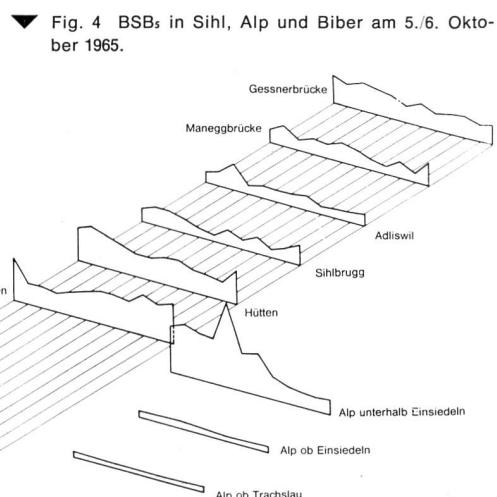 Fig. 4 BSB₅ in Sihl, Alp und Biber am 5./6. Okto-
ber 1965.
Gessnerbrücke
Maneggbrücke
Adliswil
Sihlbrugg
Hütten
Alp unterhalb Einsiedeln
Alp ob Einsiedeln
Alp ob Trachslau